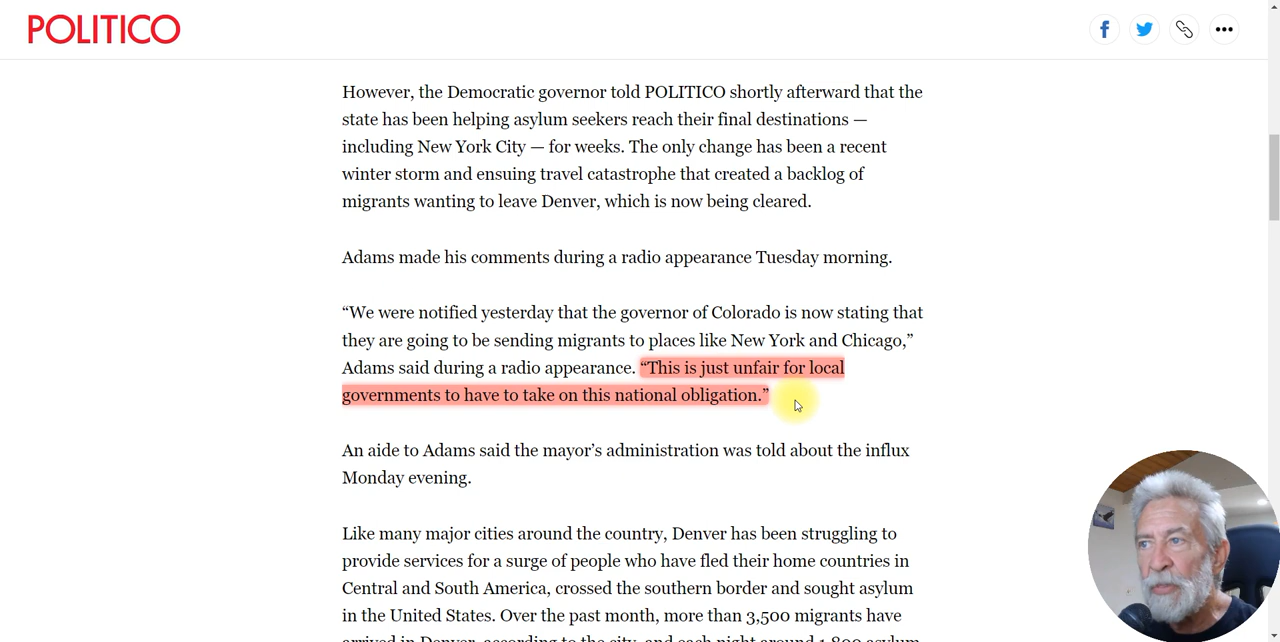 POLITICO
However, the Democratic governor told POLITICO shortly afterward that the
state has been helping asylum seekers reach their final destinations —
including New York City — for weeks. The only change has been a recent
winter storm and ensuing travel catastrophe that created a backlog of
migrants wanting to leave Denver, which is now being cleared.
Adams made his comments during a radio appearance Tuesday morning.
“We were notified yesterday that the governor of Colorado is now stating that
they are going to be sending migrants to places like New York and Chicago,”
Adams said during a radio appearance. “This is just unfair for local
governments to have to take on this national obligation.”
An aide to Adams said the mayor’s administration was told about the influx
Monday evening.
Like many major cities around the country, Denver has been struggling to
provide services for a surge of people who have fled their home countries in
Central and South America, crossed the southern border and sought asylum
in the United States. Over the past month, more than 3,500 migrants have
arrived in Denver, according to the city, and each night around 1,800 asylum